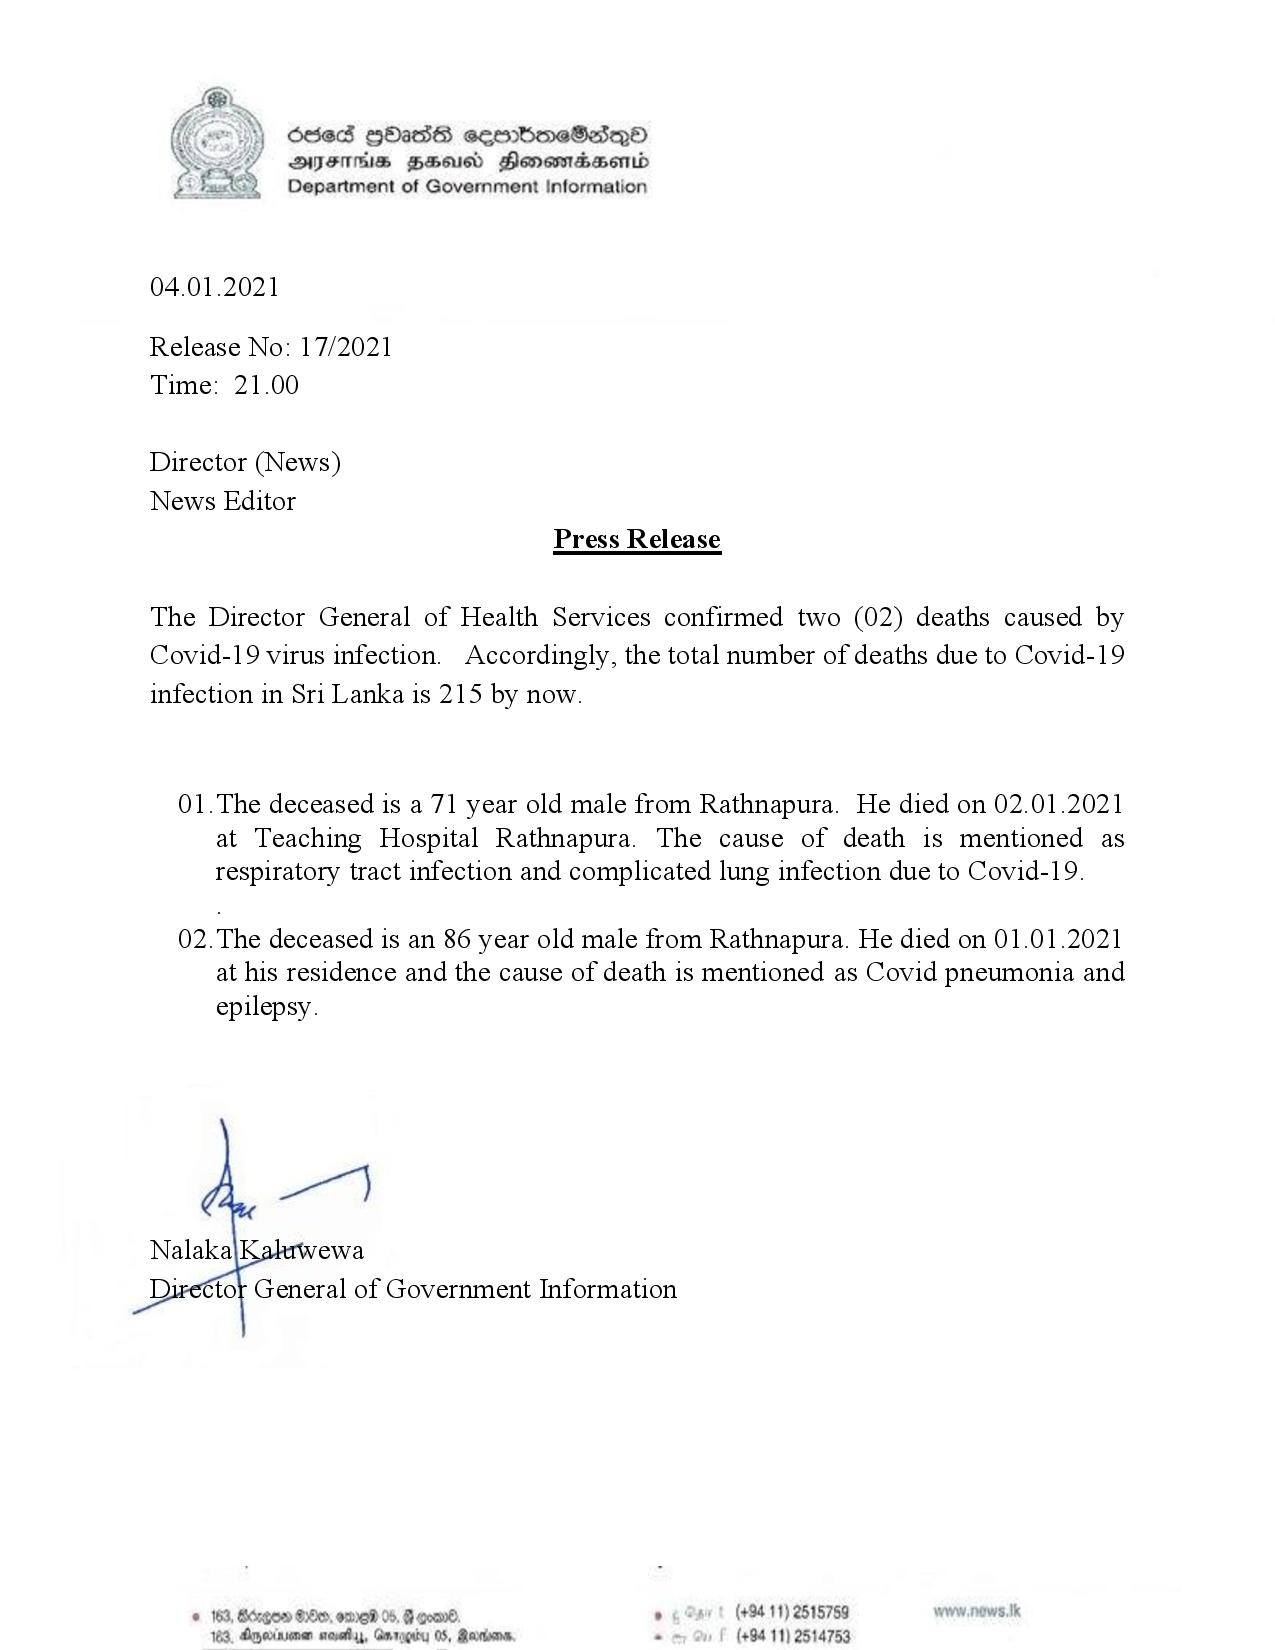 රජයේ ප්‍රවෘත්ති දෙපාර්තමේන්තුව
அரசாங்க தகவல் திணைக்களம்
Department of Government Information
04.01.2021
Release No: 17/2021
Time: 21.00
Director (News)
News Editor
Press Release
The Director General of Health Services confirmed two (02) deaths caused by
Covid-19 virus infection. Accordingly, the total number of deaths due to Covid-19
infection in Sri Lanka is 215 by now.
01. The deceased is a 71 year old male from Rathnapura. He died on 02.01.2021
at Teaching Hospital Rathnapura. The cause of death is mentioned as
respiratory tract infection and complicated lung infection due to Covid-19.
.
02. The deceased is an 86 year old male from Rathnapura. He died on 01.01.2021
at his residence and the cause of death is mentioned as Covid pneumonia and
epilepsy.
Nalaka Kaluwewa
Director General of Government Information
163, කිරුලපන මාවත, කොළඹ 05, ශ්‍රී ලංකාව.
163, கிருலப்பனை எவனியூ, கொழும்பு 05, இலங்கை.
(+94 11) 2515759
(+94 11) 2514753
www.news.lk